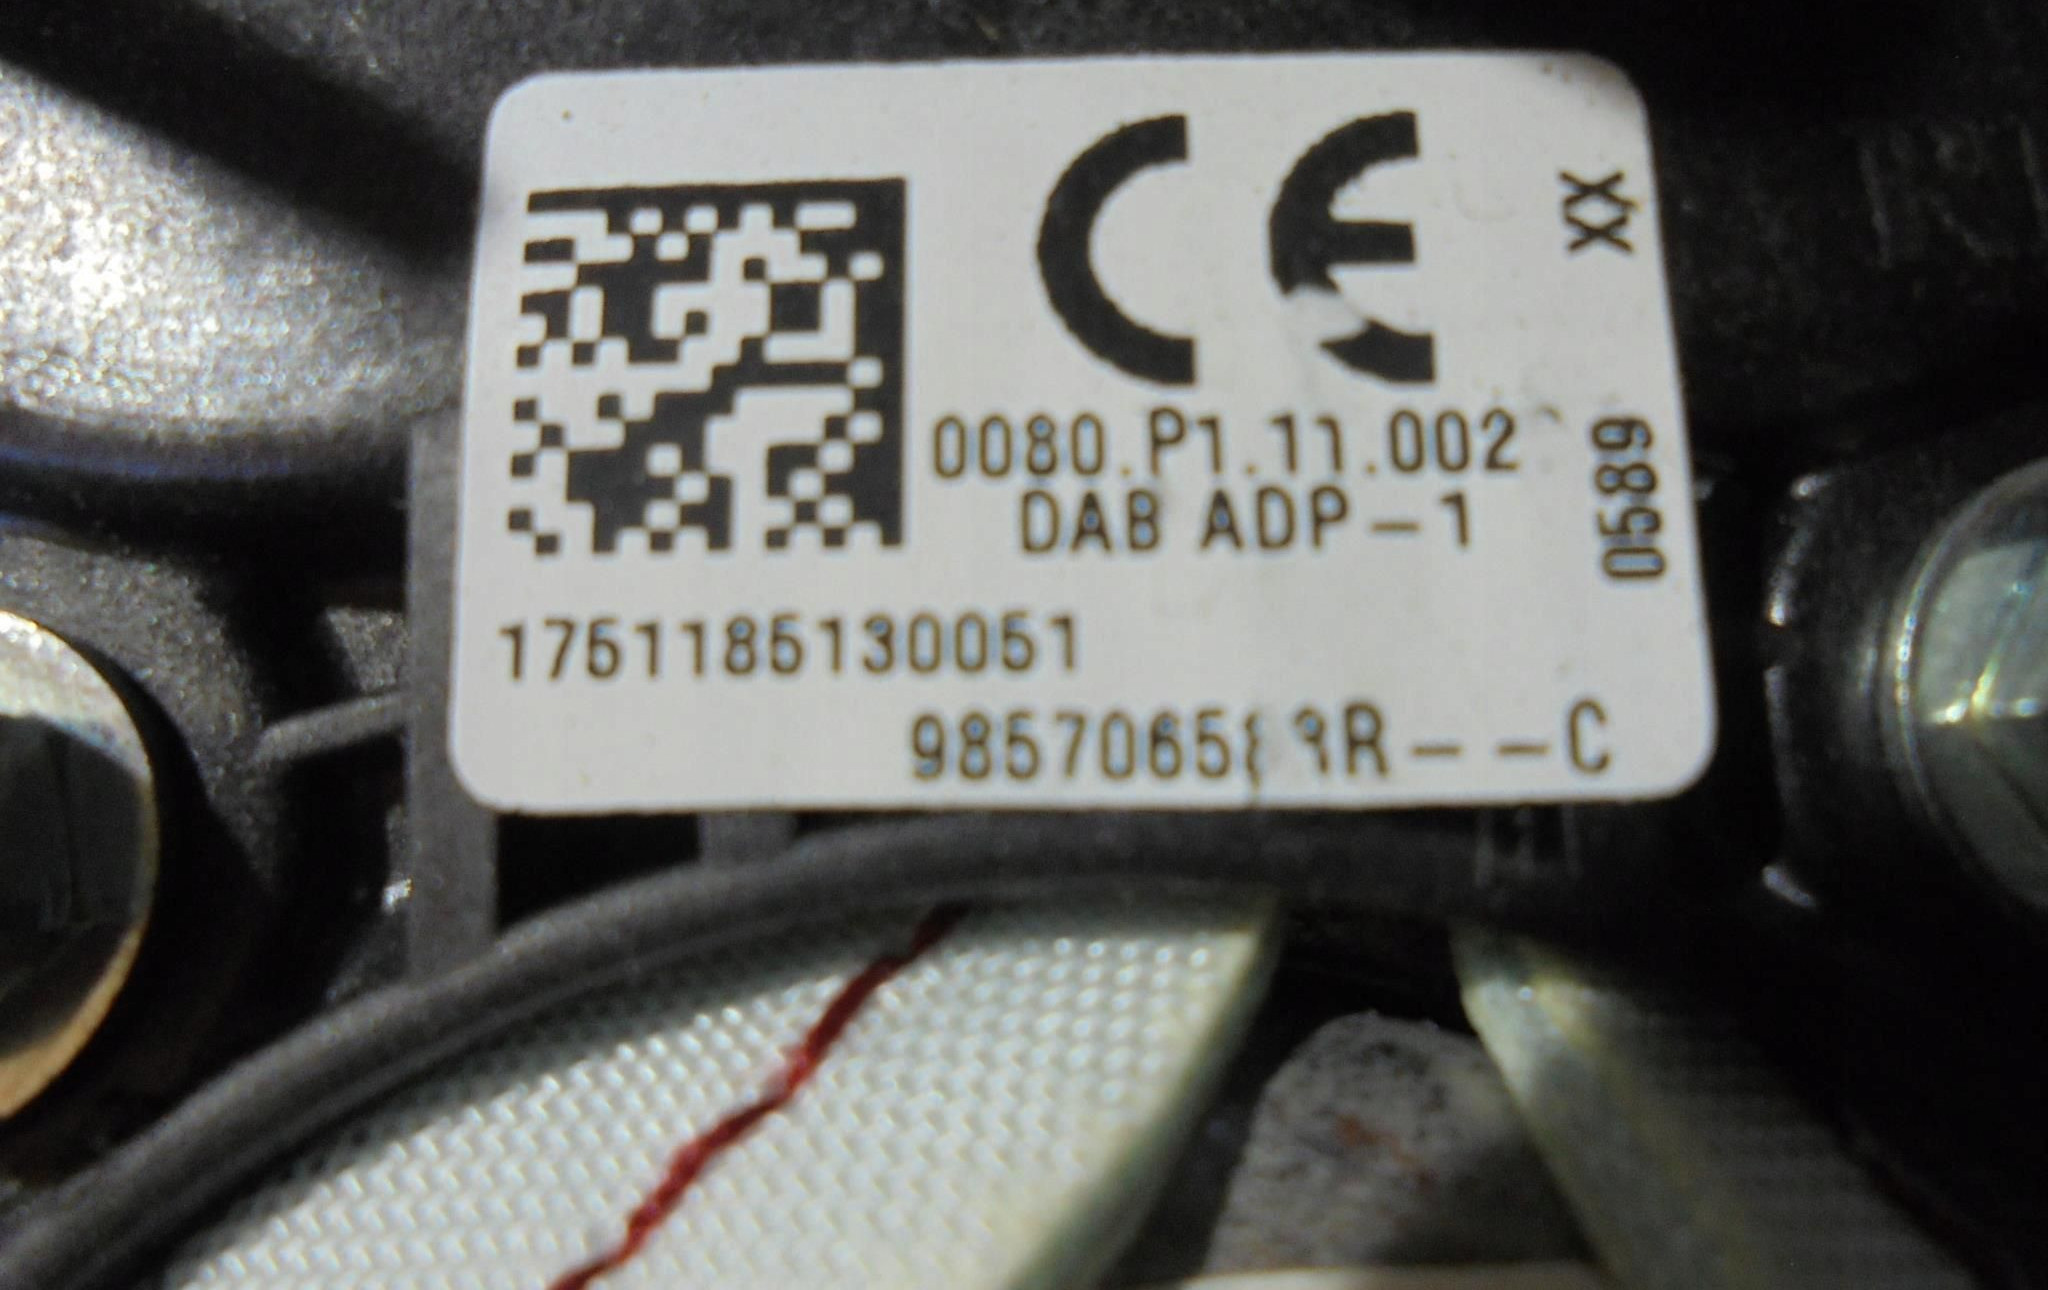 CE
XX
0080.P1.11.002
DAB ADP-1
0589
1751185130051